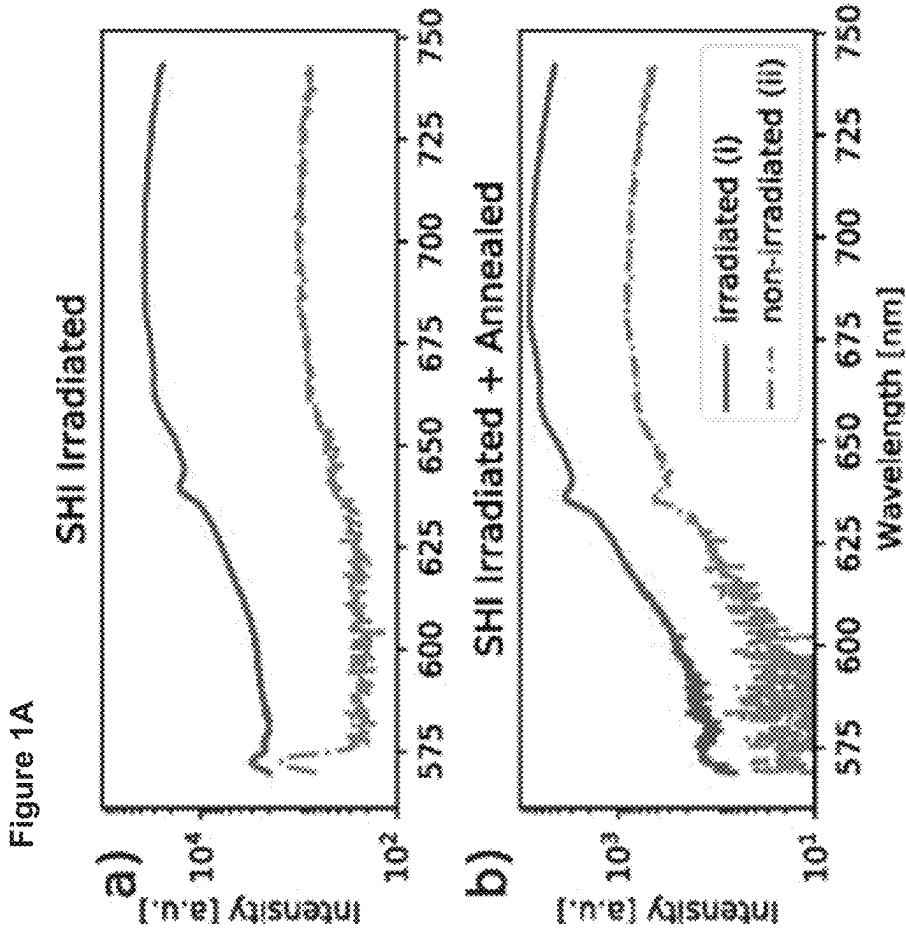 Figure 1A
a)
SHI Irradiated
Intensity [a.u.]
10⁴
10²
575 600 625 650 675 700 725 750
b)
SHI Irradiated + Annealed
Intensity [a.u.]
10³
10¹
irradiated (i)
non-irradiated (ii)
575 600 625 650 675 700 725 750
Wavelength [nm]